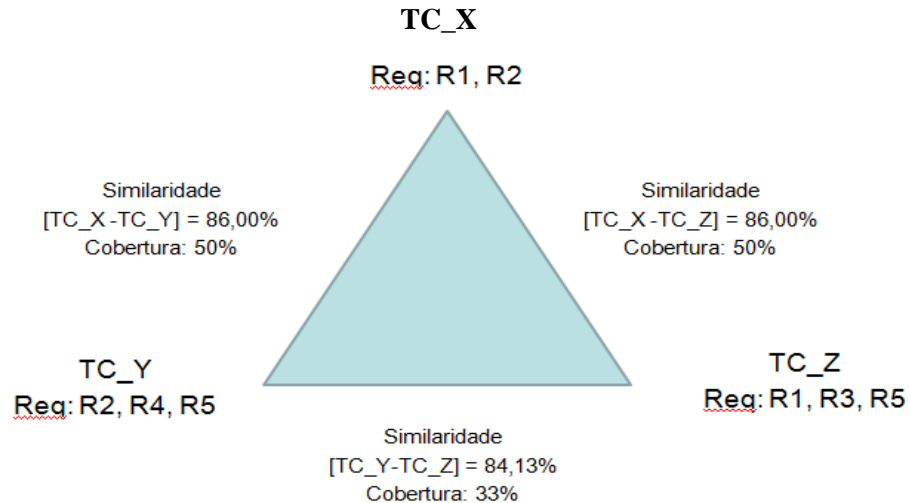 TC_X
Req: R1, R2
Similaridade
[TC_X -TC_Y] = 86,00%
Cobertura: 50%
Similaridade
[TC_X -TC_Z] = 86,00%
Cobertura: 50%
TC_Y
Req: R2, R4, R5
TC_Z
Req: R1, R3, R5
Similaridade
[TC_Y-TC_Z] = 84,13%
Cobertura: 33%